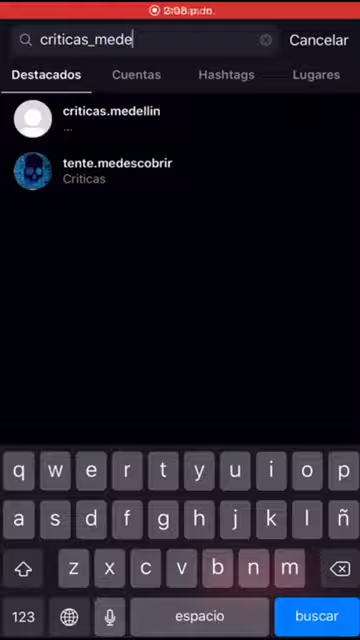 criticas_mede
Cancelar
Destacados Cuentas Hashtags Lugares
criticas.medellin
...
tente.medescobrir
Criticas
q w e r t y u i o p
a s d f g h j k l ñ
z x c v b n m
123 espacio buscar